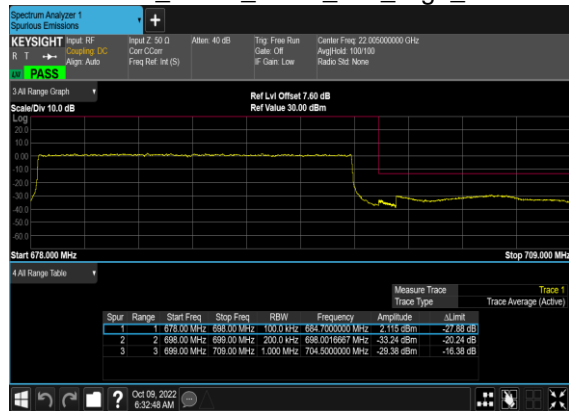 Spectrum Analyzer 1
Spurious Emissions
KEYSIGHT Input: RF Input Z: 50 Ω Atten: 40 dB Trig: Free Run Center Freq: 22.005000000 GHz
R T Coupling: DC Corr CCorr Gate: Off Avg|Hold: 100/100
Align: Auto Freq Ref: Int (S) IF Gain: Low Radio Std: None
PASS
3 All Range Graph
Ref Lvl Offset 7.60 dB
Scale/Div 10.0 dB Ref Value 30.00 dBm
Log
20.0
10.0
0.00
-10.0
-20.0
-30.0
-40.0
-50.0
-60.0
Start 678.000 MHz Stop 709.000 MHz
4 All Range Table
Measure Trace Trace 1
Trace Type Trace Average (Active)
Spur Range Start Freq Stop Freq RBW Frequency Amplitude ΔLimit
1 1 678.00 MHz 698.00 MHz 100.0 kHz 684.7000000 MHz 2.115 dBm -27.88 dB
2 2 698.00 MHz 699.00 MHz 200.0 kHz 698.0016667 MHz -33.24 dBm -20.24 dB
3 3 699.00 MHz 709.00 MHz 1.000 MHz 704.5000000 MHz -29.38 dBm -16.38 dB
? Oct 09, 2022
6:32:48 AM